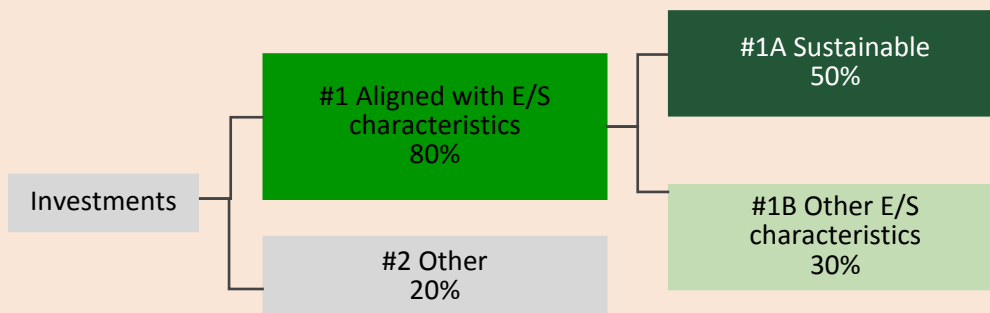 Investments
#1 Aligned with E/S
characteristics
80%
#2 Other
20%
#1A Sustainable
50%
#1B Other E/S
characteristics
30%